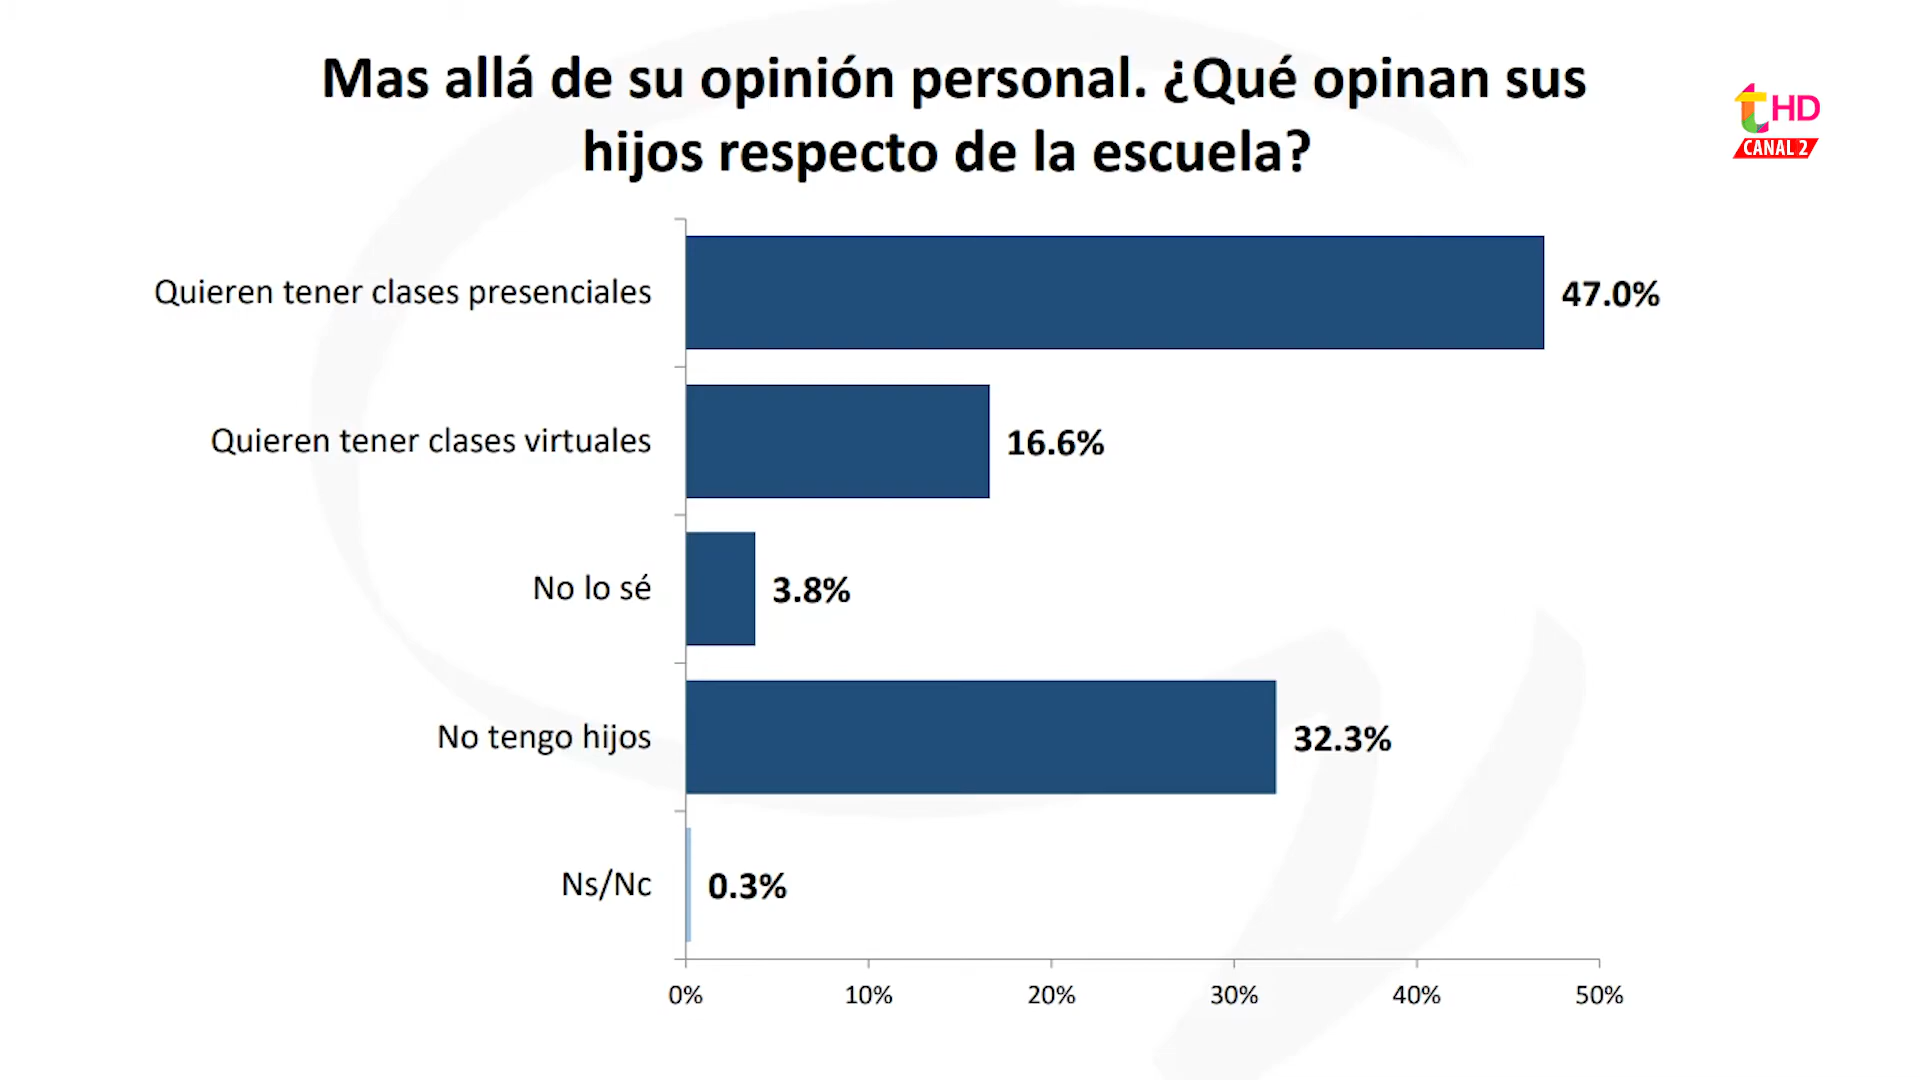 Mas allá de su opinión personal. ¿Qué opinan sus
hijos respecto de la escuela?
t HD
CANAL 2
Quieren tener clases presenciales
47.0%
Quieren tener clases virtuales
16.6%
No lo sé
3.8%
No tengo hijos
32.3%
Ns/Nc
0.3%
0% 10% 20% 30% 40% 50%